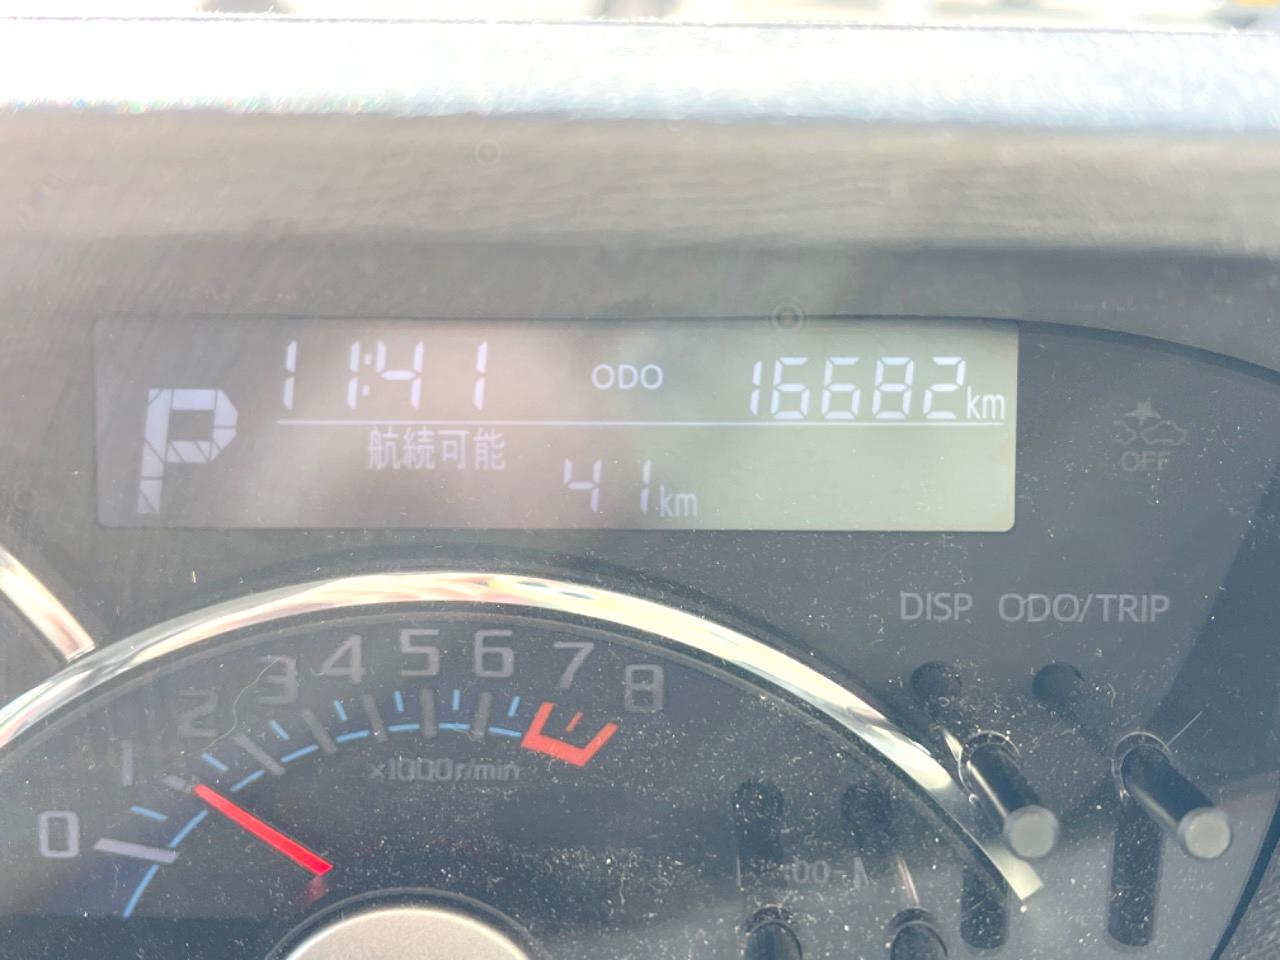 11:41 ODO 16682km
P
航続可能
41km
OFF
DISP ODO/TRIP
0 1 2 3 4 5 6 7 8
×1000r/min